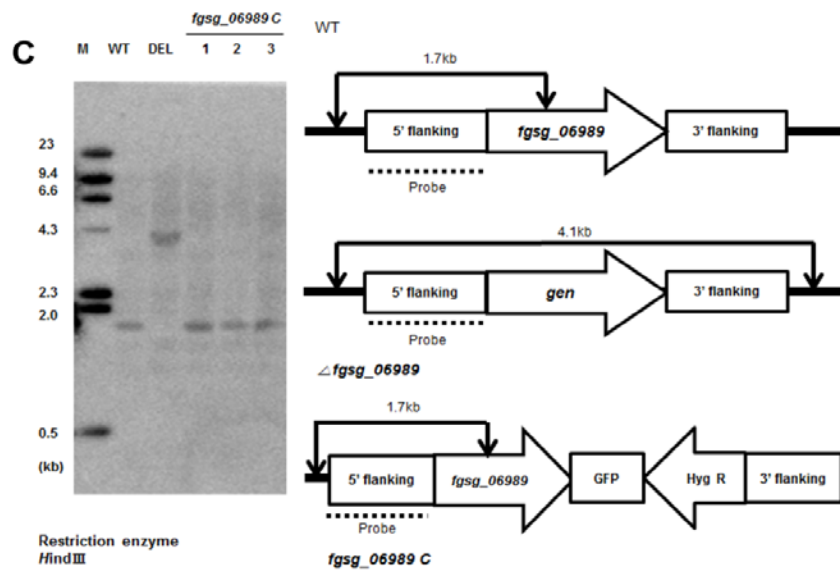 C
fgsg_06989 C
M WT DEL 1 2 3
23
9.4
6.6
4.3
2.3
2.0
0.5
(kb)
Restriction enzyme
HindⅢ
WT
1.7kb
5' flanking fgsg_06989 3' flanking
Probe
4.1kb
5' flanking gen 3' flanking
Probe
∠fgsg_06989
1.7kb
5' flanking fgsg_06989 GFP Hyg R 3' flanking
Probe
fgsg_06989 C